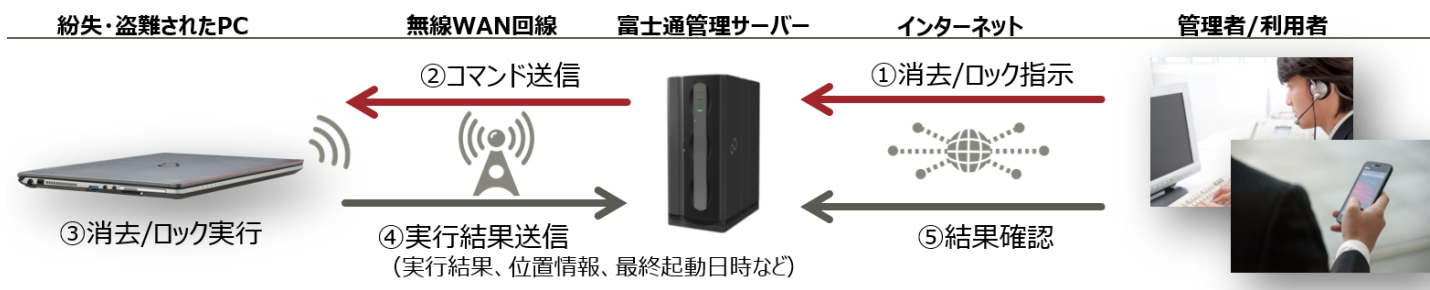 紛失・盗難されたPC
無線WAN回線
富士通管理サーバー
インターネット
管理者/利用者
②コマンド送信
①消去/ロック指示
③消去/ロック実行
④実行結果送信
（実行結果、位置情報、最終起動日時など）
⑤結果確認